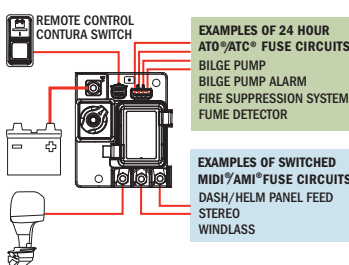 REMOTE CONTROL
CONTURA SWITCH
EXAMPLES OF 24 HOUR
ATO®/ATC® FUSE CIRCUITS
BILGE PUMP
BILGE PUMP ALARM
FIRE SUPPRESSION SYSTEM
FUME DETECTOR
EXAMPLES OF SWITCHED
MIDI®/AMI® FUSE CIRCUITS
DASH/HELM PANEL FEED
STEREO
WINDLASS